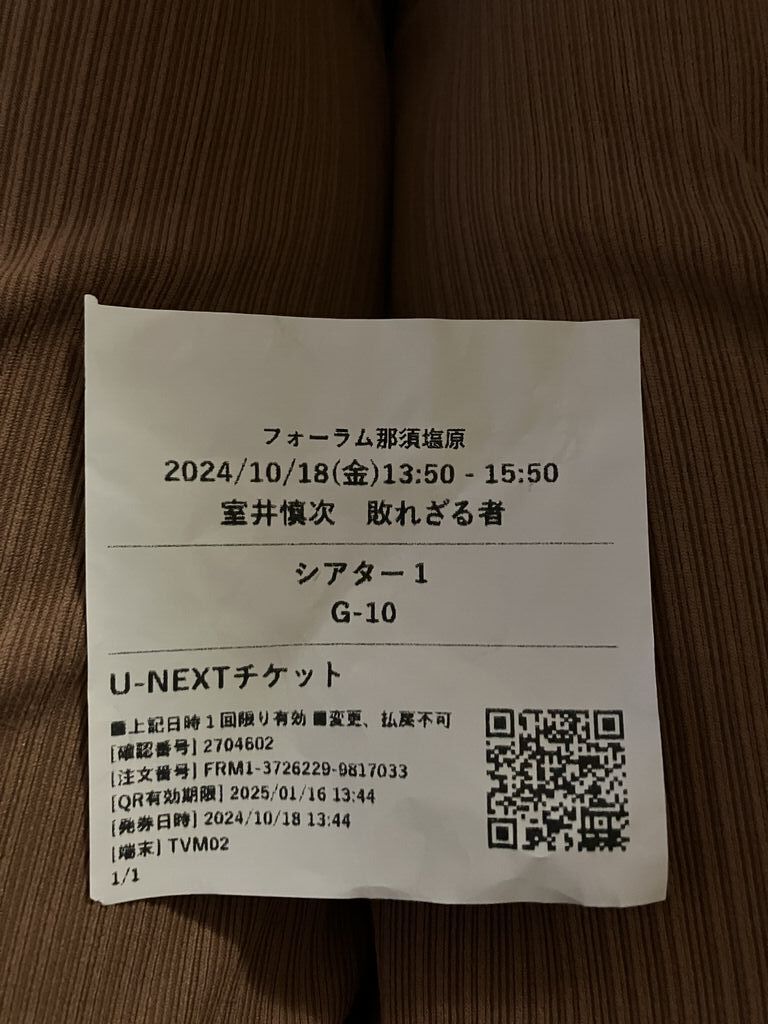 フォーラム那須塩原
2024/10/18(金)13:50 - 15:50
室井慎次　敗れざる者
シアター1
G-10
U-NEXTチケット
■上記日時1回限り有効 ■変更、払戻不可
[確認番号] 2704602
[注文番号] FRM1-3726229-9817033
[QR有効期限] 2025/01/16 13:44
[発券日時] 2024/10/18 13:44
[端末] TVM02
1/1